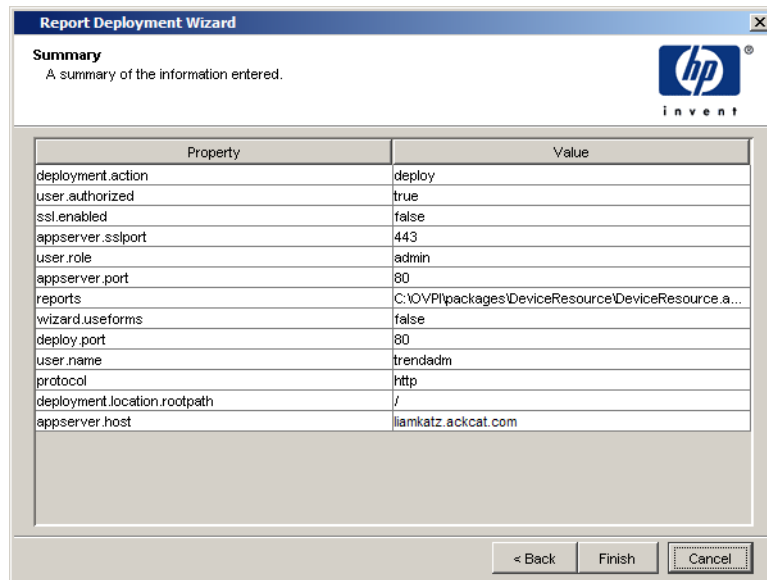 Report Deployment Wizard
Summary
A summary of the information entered.
hp
®
invent
Property Value
deployment.action deploy
user.authorized true
ssl.enabled false
appserver.sslport 443
user.role admin
appserver.port 80
reports C:\OVPI\packages\DeviceResource\DeviceResource.a...
wizard.useforms false
deploy.port 80
user.name trendadm
protocol http
deployment.location.rootpath /
appserver.host liamkatz.ackcat.com
< Back Finish Cancel